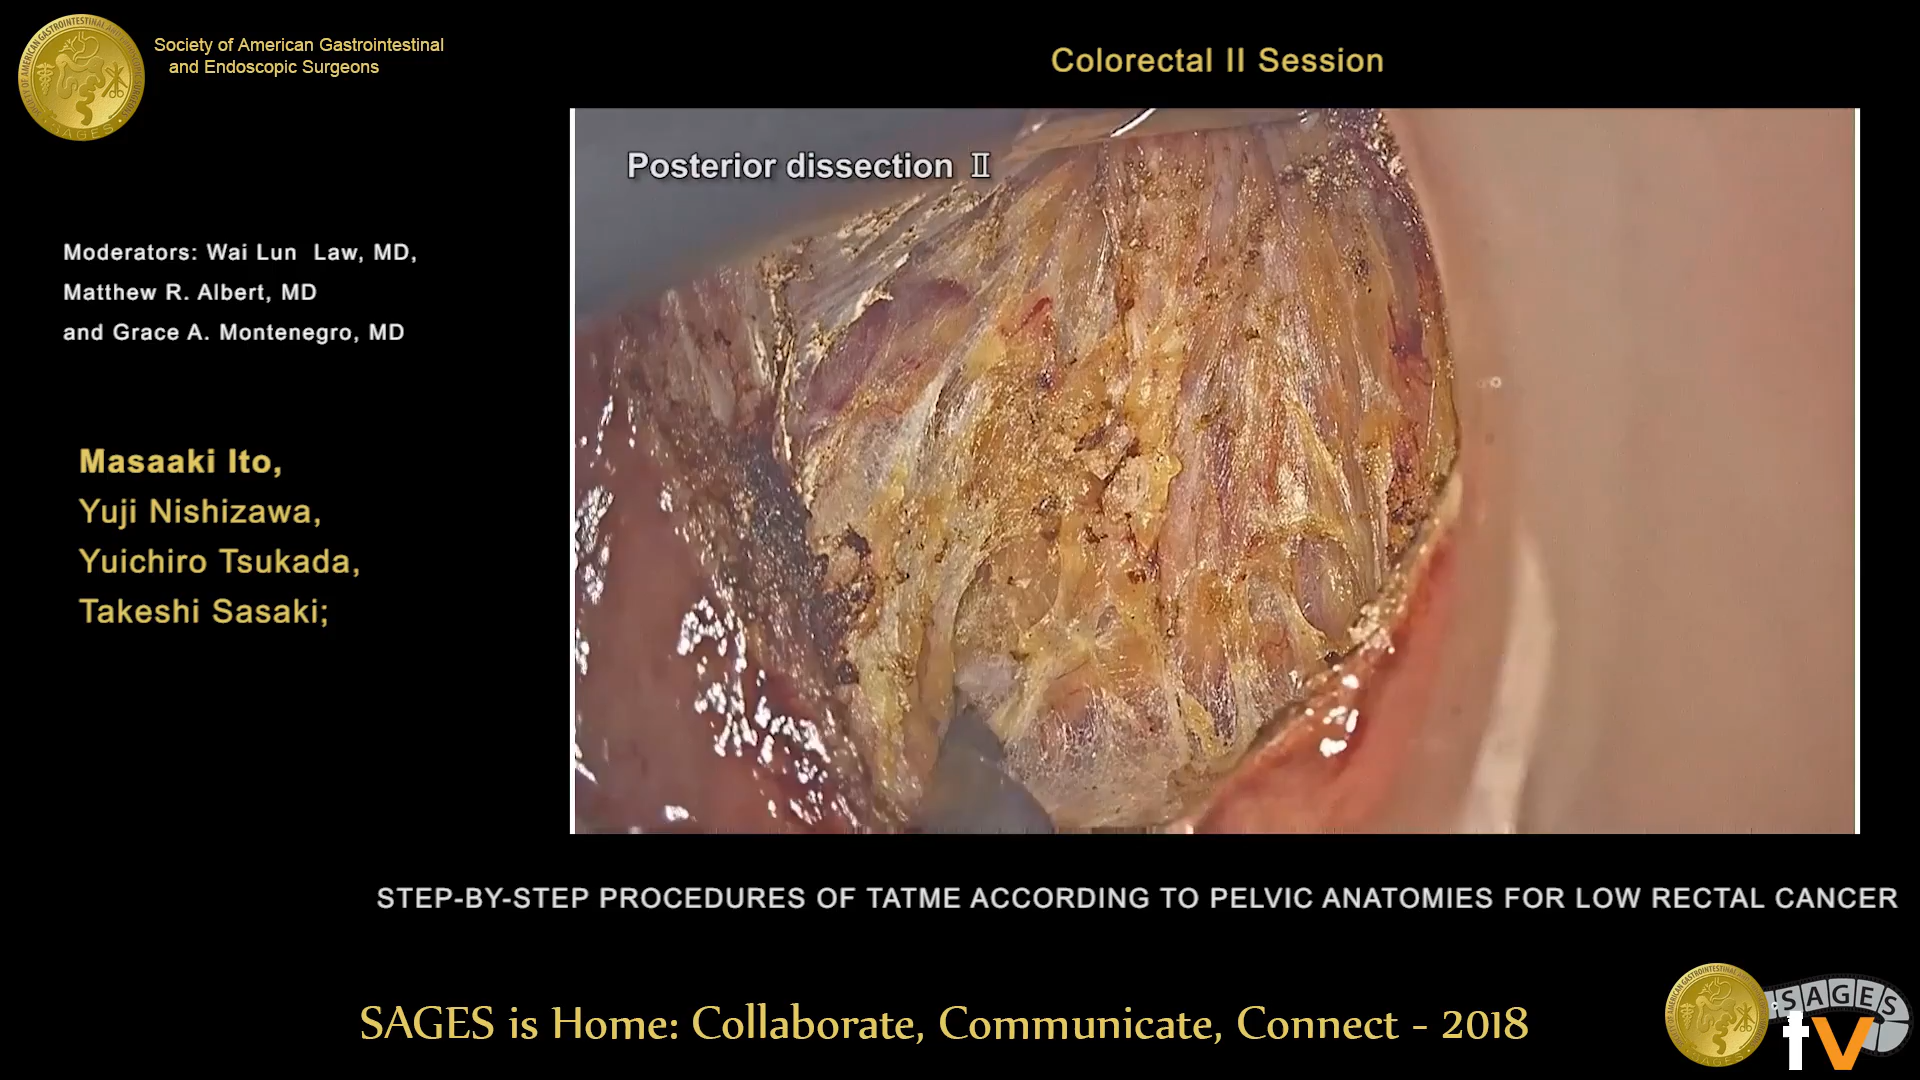 Society of American Gastrointestinal
and Endoscopic Surgeons
Colorectal II Session
Posterior dissection Ⅱ
Moderators: Wai Lun Law, MD,
Matthew R. Albert, MD
and Grace A. Montenegro, MD
Masaaki Ito,
Yuji Nishizawa,
Yuichiro Tsukada,
Takeshi Sasaki;
STEP-BY-STEP PROCEDURES OF TATME ACCORDING TO PELVIC ANATOMIES FOR LOW RECTAL CANCER
SAGES is Home: Collaborate, Communicate, Connect - 2018
SAGES
tv